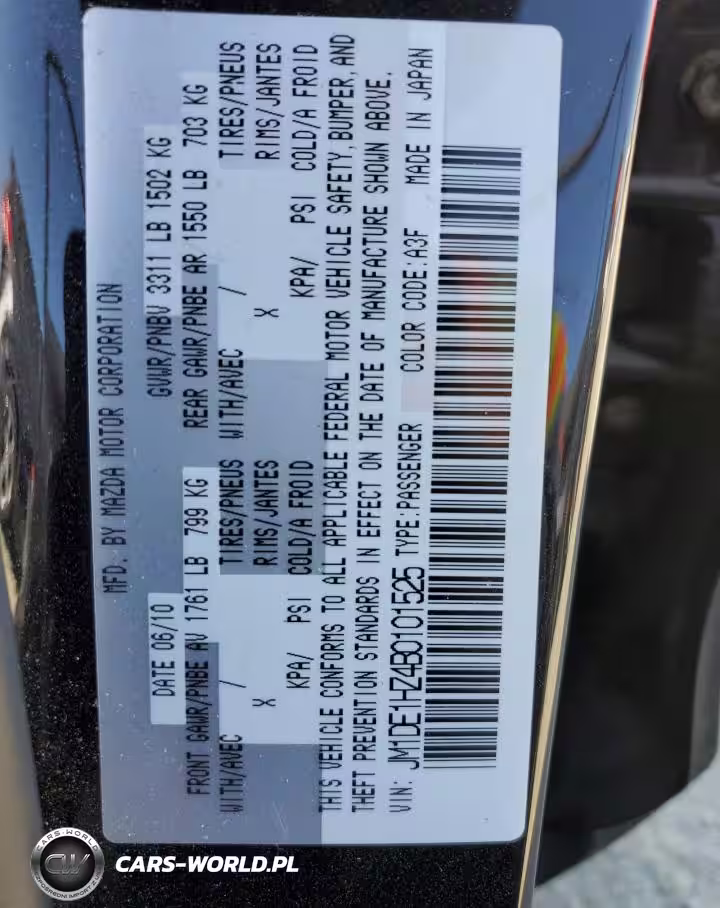 MFD. BY MAZDA MOTOR CORPORATION
DATE 06/10 GVWR/PNBV 3311 LB 1502 KG
FRONT GAWR/PNBE AV 1761 LB 799 KG REAR GAWR/PNBE AR 1550 LB 703 KG
WITH/AVEC / TIRES/PNEUS WITH/AVEC / TIRES/PNEUS
X RIMS/JANTES X RIMS/JANTES
KPA/ PSI COLD/A FROID KPA/ PSI COLD/A FROID
THIS VEHICLE CONFORMS TO ALL APPLICABLE FEDERAL MOTOR VEHICLE SAFETY, BUMPER, AND
THEFT PREVENTION STANDARDS IN EFFECT ON THE DATE OF MANUFACTURE SHOWN ABOVE.
VIN: JM1DE1HZ4B0101525 TYPE:PASSENGER COLOR CODE:A3F MADE IN JAPAN
CARS-WORLD
CW
CARS-WORLD.PL